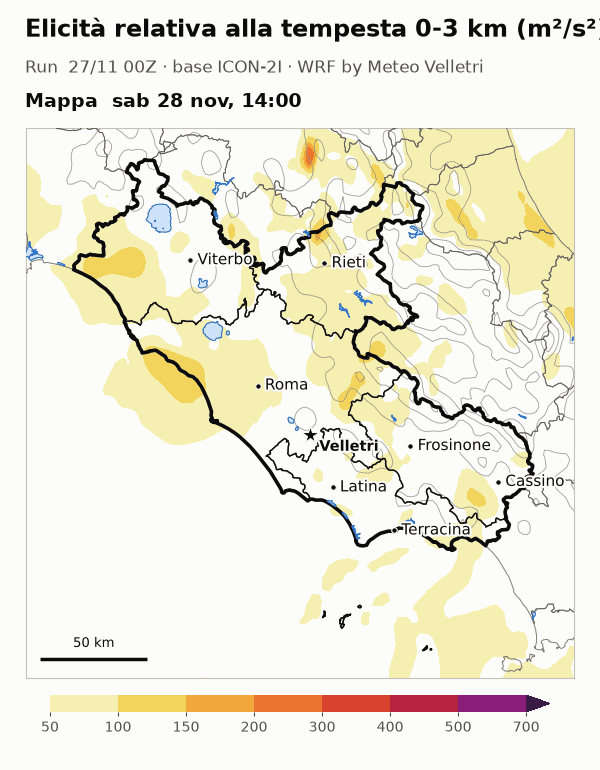 Elicità relativa alla tempesta 0-3 km (m²/s²)
Run  27/11 00Z · base ICON-2I · WRF by Meteo Velletri
Mappa  sab 28 nov, 14:00
Viterbo
Rieti
Roma
Velletri
Frosinone
Cassino
Latina
Terracina
50 km
50 100 150 200 300 400 500 700